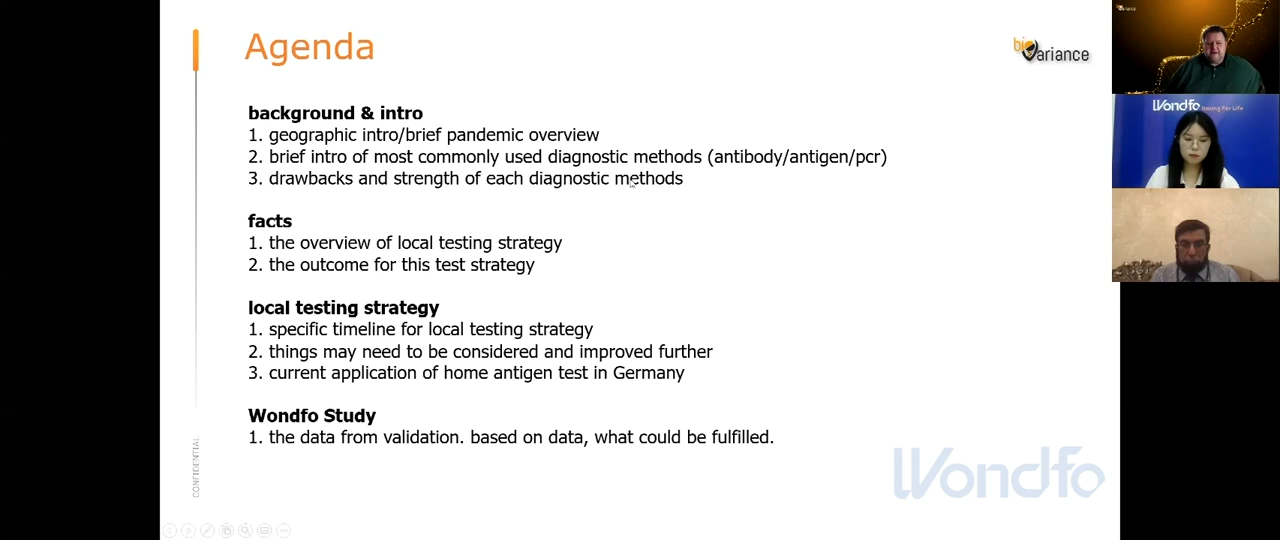 Agenda
biovariance
background & intro
1. geographic intro/brief pandemic overview
2. brief intro of most commonly used diagnostic methods (antibody/antigen/pcr)
3. drawbacks and strength of each diagnostic methods
facts
1. the overview of local testing strategy
2. the outcome for this test strategy
local testing strategy
1. specific timeline for local testing strategy
2. things may need to be considered and improved further
3. current application of home antigen test in Germany
Wondfo Study
1. the data from validation. based on data, what could be fulfilled.
CONFIDENTIAL
Wondfo
Wondfo
For Life